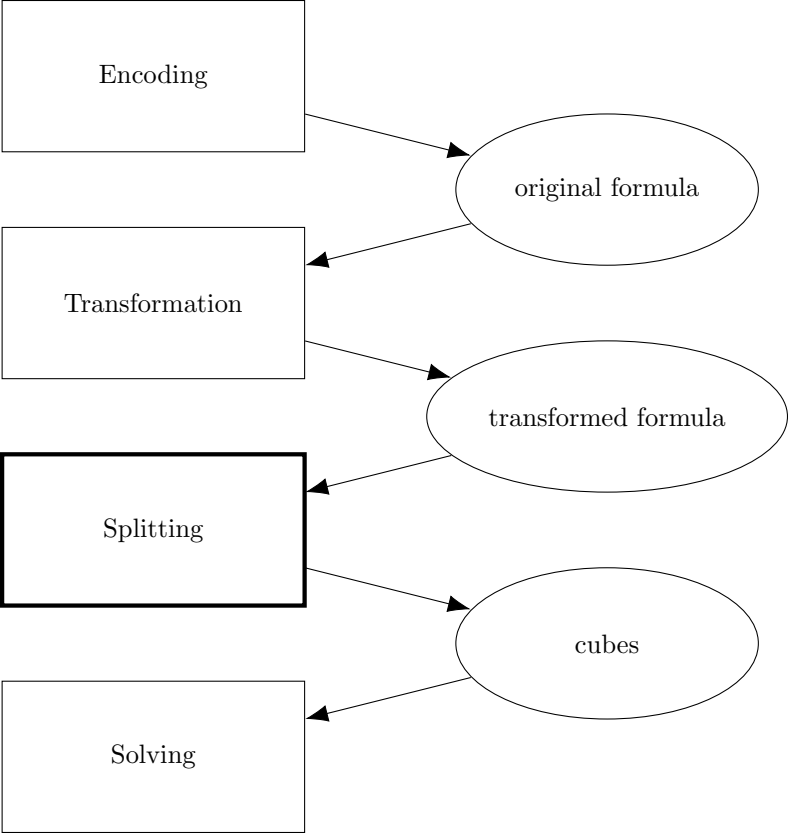 Encoding
original formula
Transformation
transformed formula
Splitting
cubes
Solving